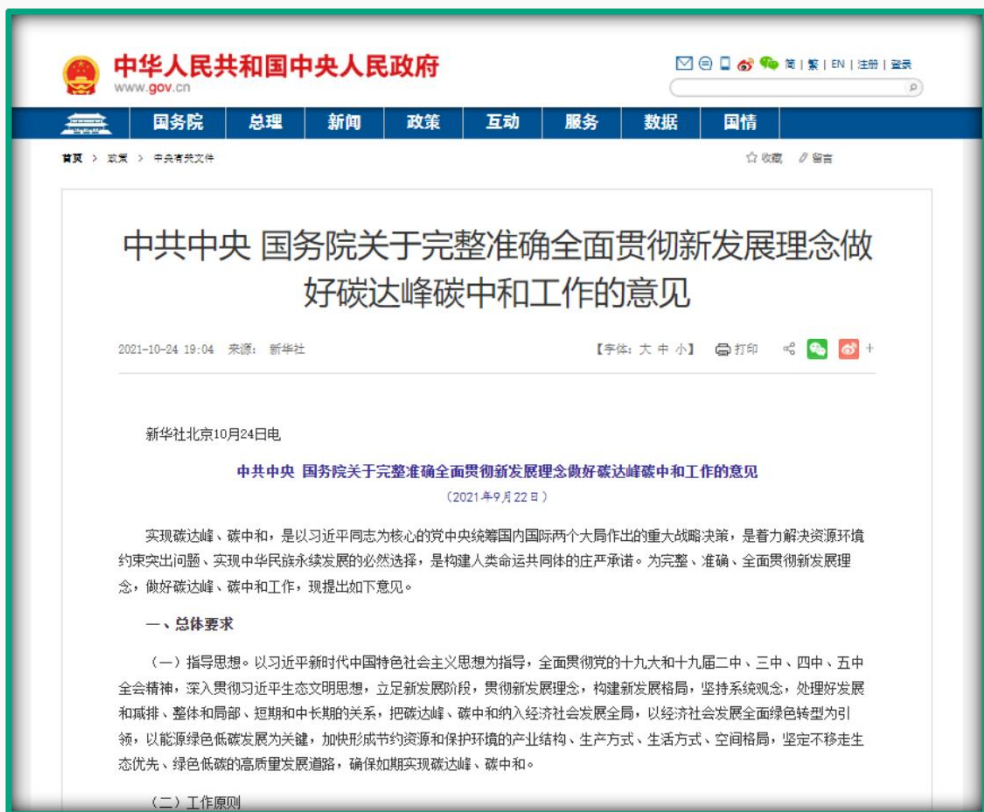 中华人民共和国中央人民政府
www.gov.cn
简 | 繁 | EN | 注册 | 登录
国务院 总理 新闻 政策 互动 服务 数据 国情
首页 > 政策 > 中央有关文件
☆ 收藏 留言
中共中央 国务院关于完整准确全面贯彻新发展理念做
好碳达峰碳中和工作的意见
2021-10-24 19:04 来源： 新华社
【字体：大 中 小】 打印 +
新华社北京10月24日电
中共中央 国务院关于完整准确全面贯彻新发展理念做好碳达峰碳中和工作的意见
（2021年9月22日）
实现碳达峰、碳中和，是以习近平同志为核心的党中央统筹国内国际两个大局作出的重大战略决策，是着力解决资源环境
约束突出问题、实现中华民族永续发展的必然选择，是构建人类命运共同体的庄严承诺。为完整、准确、全面贯彻新发展理
念，做好碳达峰、碳中和工作，现提出如下意见。
一、总体要求
（一）指导思想。以习近平新时代中国特色社会主义思想为指导，全面贯彻党的十九大和十九届二中、三中、四中、五中
全会精神，深入贯彻习近平生态文明思想，立足新发展阶段，贯彻新发展理念，构建新发展格局，坚持系统观念，处理好发展
和减排、整体和局部、短期和中长期的关系，把碳达峰、碳中和纳入经济社会发展全局，以经济社会发展全面绿色转型为引
领，以能源绿色低碳发展为关键，加快形成节约资源和保护环境的产业结构、生产方式、生活方式、空间格局，坚定不移走生
态优先、绿色低碳的高质量发展道路，确保如期实现碳达峰、碳中和。
（二）工作原则